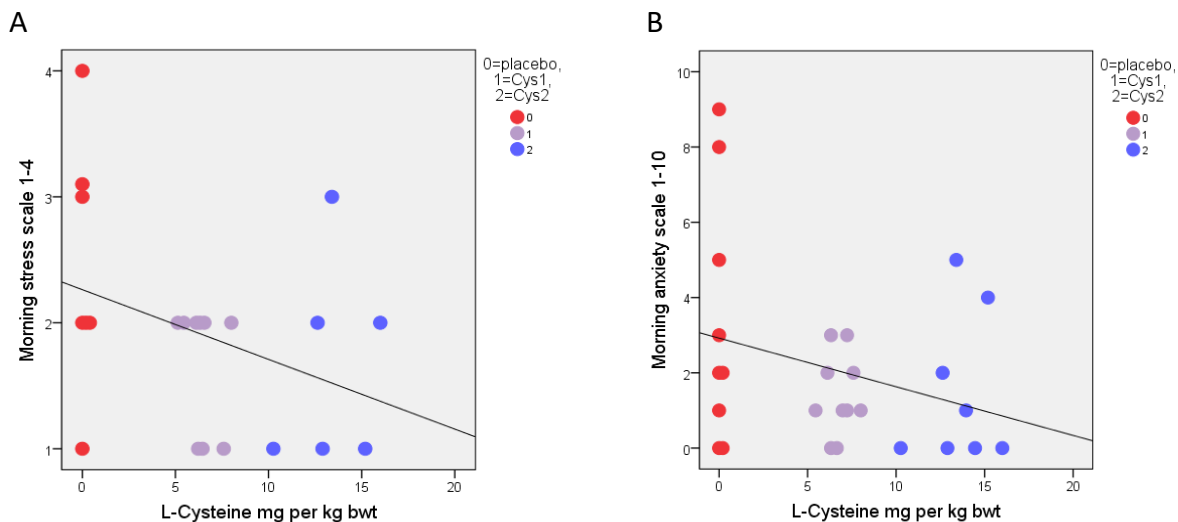 A
Morning stress scale 1-4
4
3
2
1
0
5
10
15
20
L-Cysteine mg per kg bwt
0=placebo,
1=Cys1,
2=Cys2
0
1
2
B
Morning anxiety scale 1-10
10
8
6
4
2
0
0
5
10
15
20
L-Cysteine mg per kg bwt
0=placebo,
1=Cys1,
2=Cys2
0
1
2